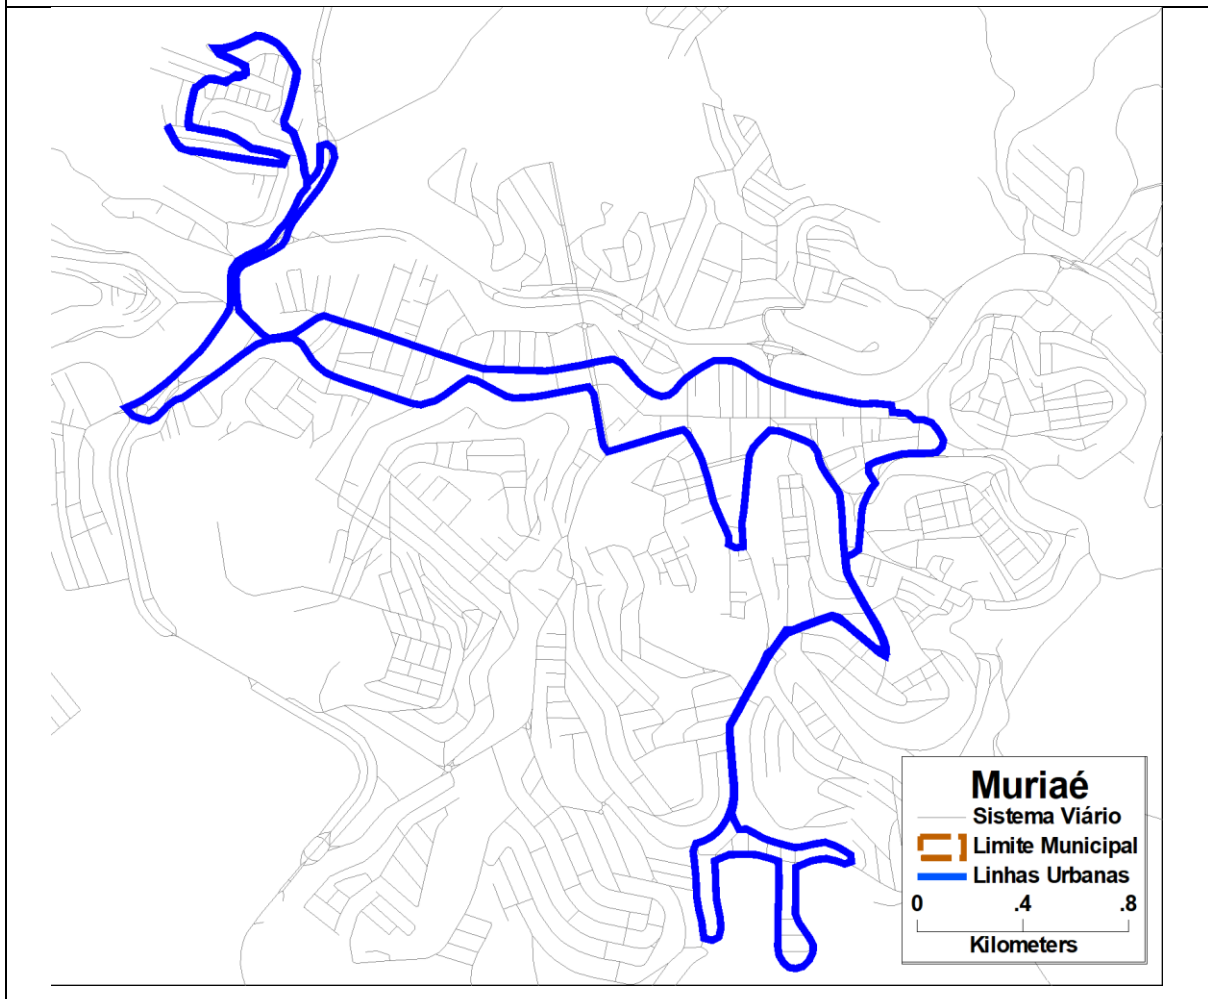 Muriaé
Sistema Viário
Limite Municipal
Linhas Urbanas
0 .4 .8
Kilometers